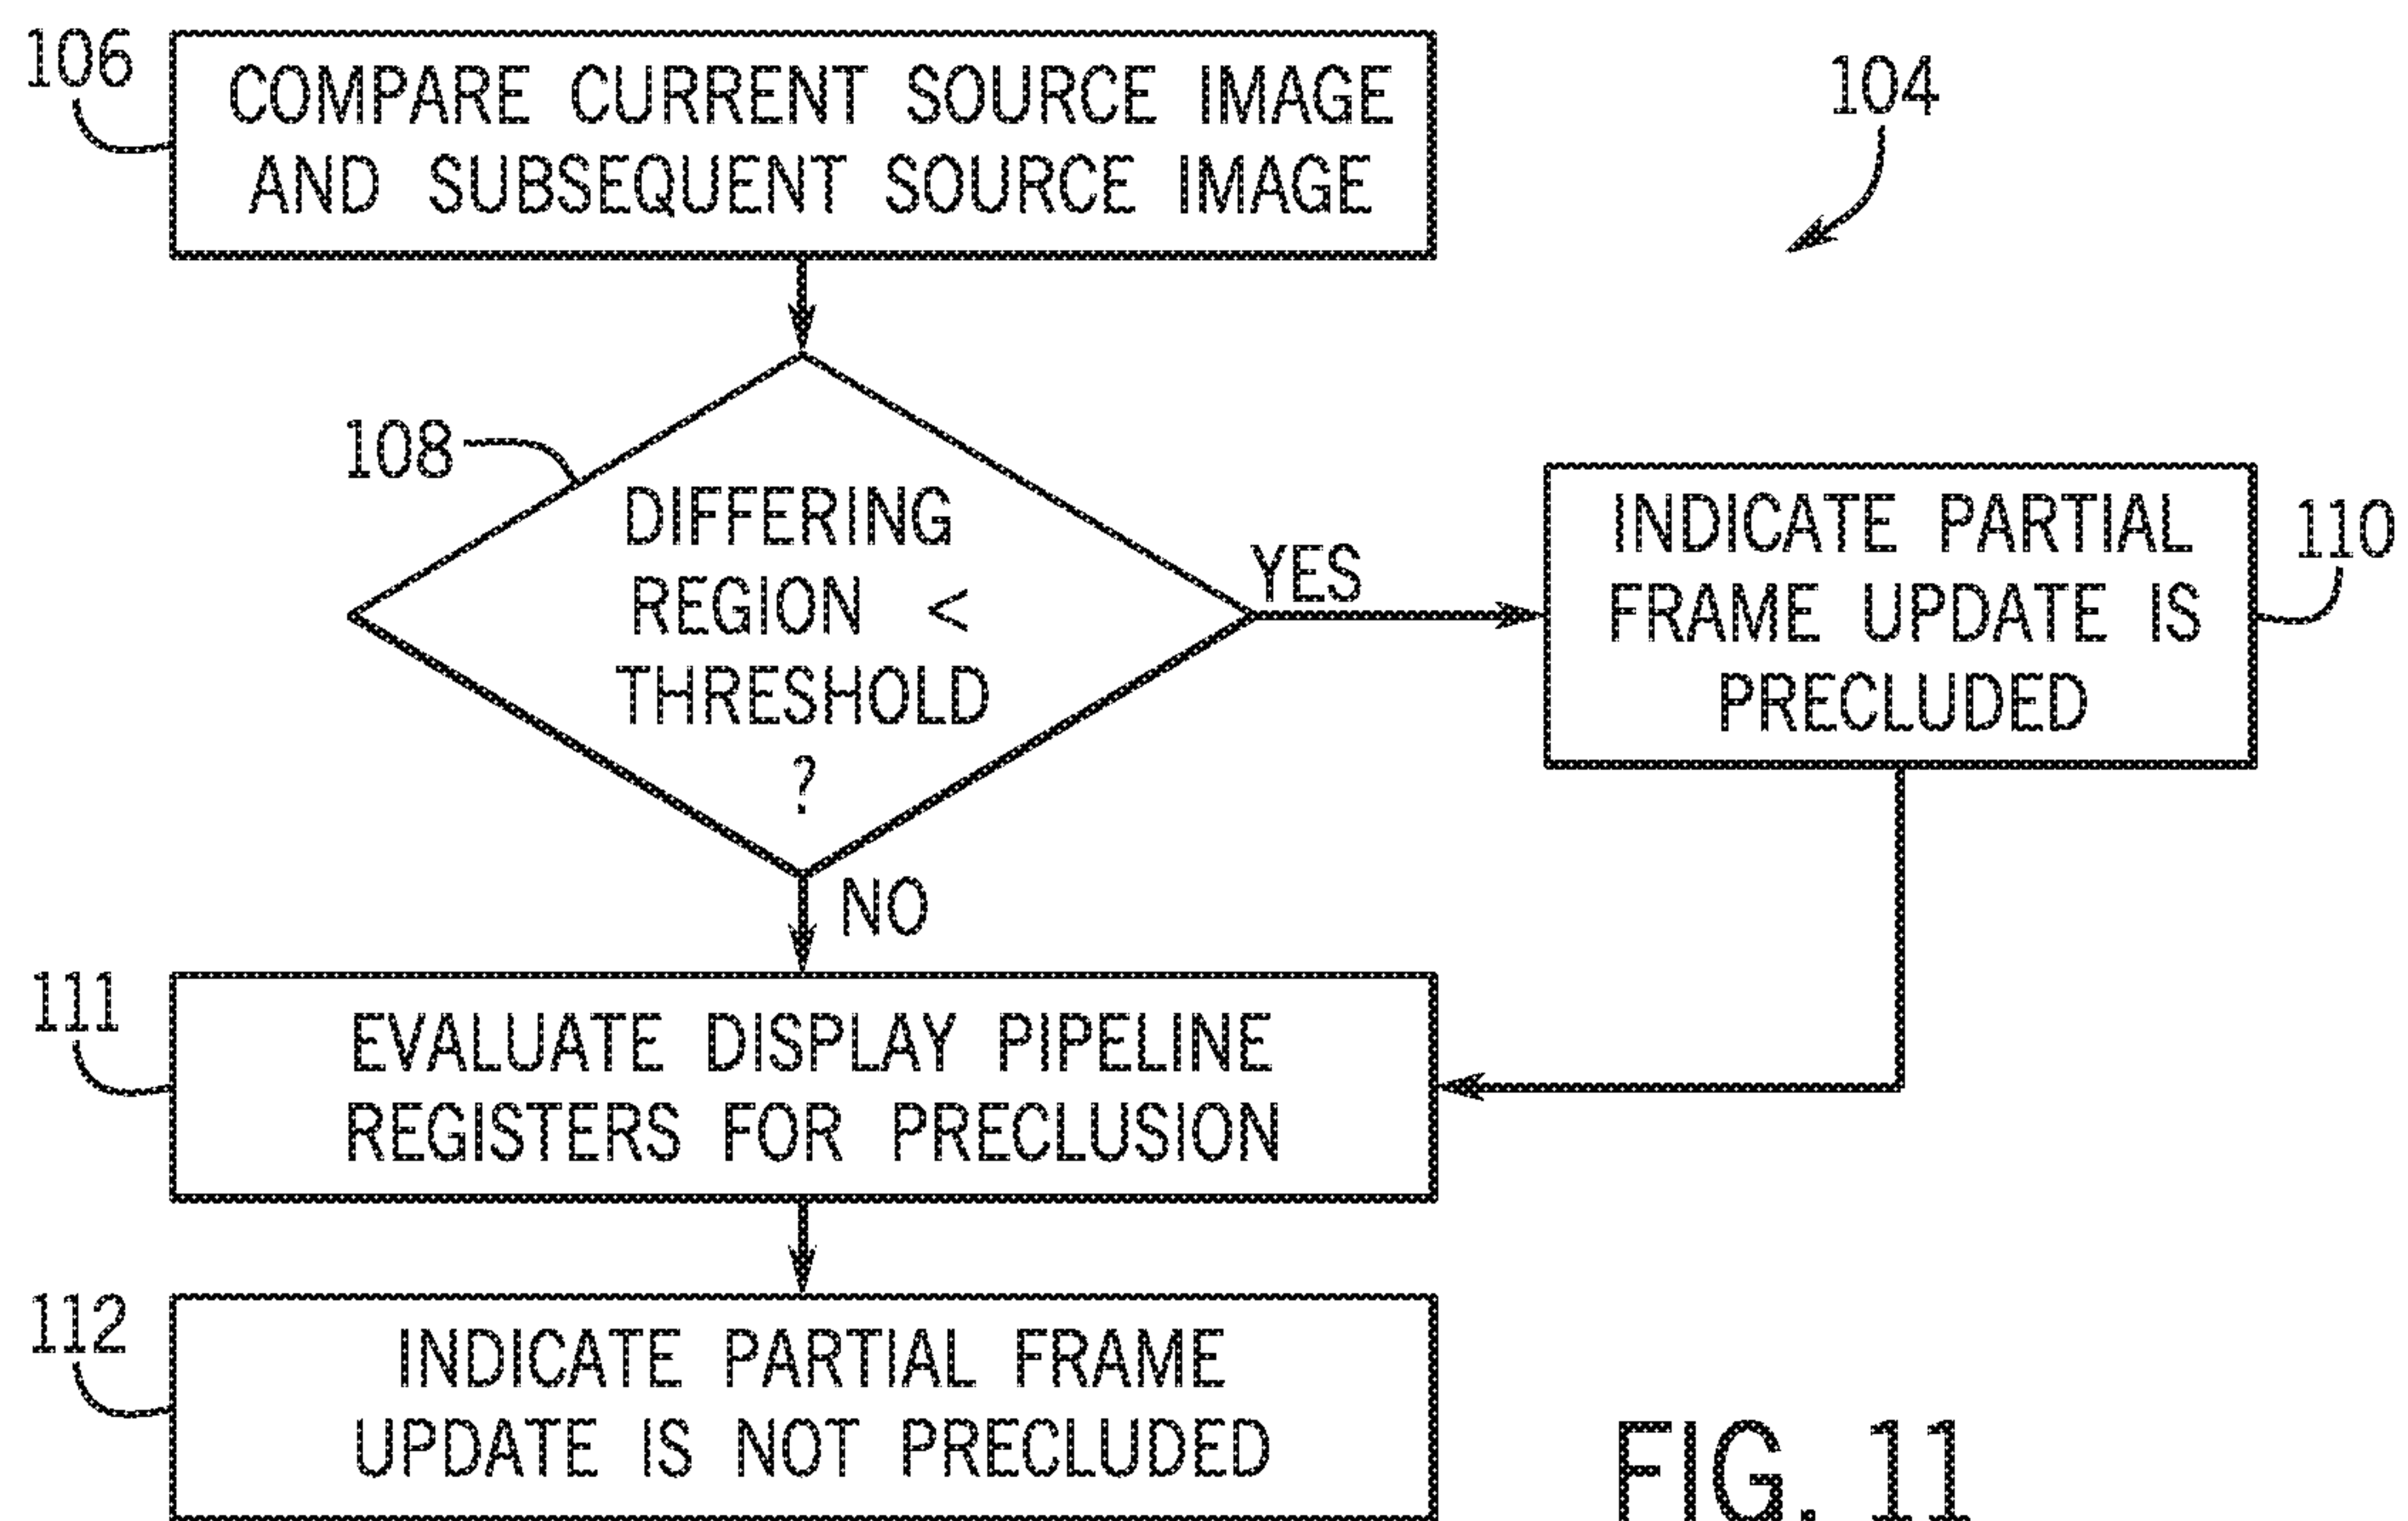 106
COMPARE CURRENT SOURCE IMAGE
AND SUBSEQUENT SOURCE IMAGE
104
108
DIFFERING
REGION <
THRESHOLD
?
YES
INDICATE PARTIAL
FRAME UPDATE IS
PRECLUDED
110
NO
111
EVALUATE DISPLAY PIPELINE
REGISTERS FOR PRECLUSION
112
INDICATE PARTIAL FRAME
UPDATE IS NOT PRECLUDED
FIG. 11